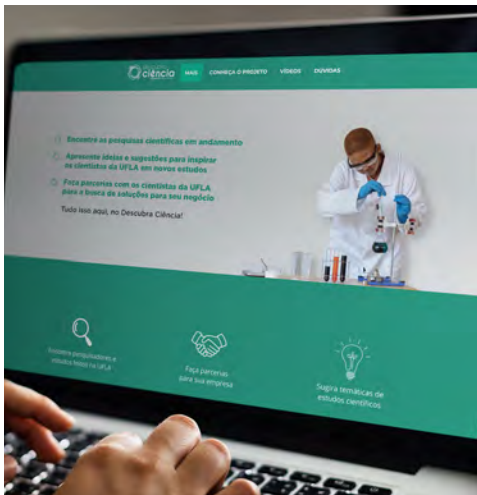 ciência
MAIS
CONHEÇA O PROJETO
VÍDEOS
DÚVIDAS
Encontre as pesquisas científicas em andamento
Apresente ideias e sugestões para inspirar
os cientistas da UFLA em novos estudos
Faça parcerias com os cientistas da UFLA
para a busca de soluções para seu negócio
Tudo isso aqui, no Descubra Ciência!
Encontre pesquisadores e
estudos feitos na UFLA
Faça parcerias
para sua empresa
Sugira temáticas de
estudos científicos